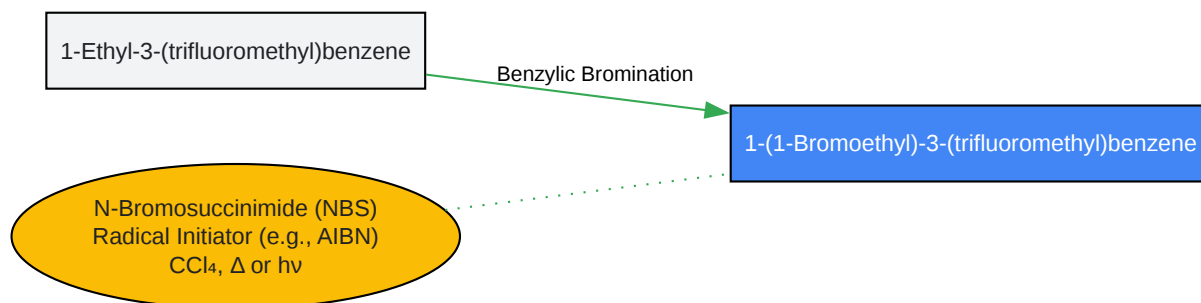 1-Ethyl-3-(trifluoromethyl)benzene
Benzylic Bromination
1-(1-Bromoethyl)-3-(trifluoromethyl)benzene
N-Bromosuccinimide (NBS)
Radical Initiator (e.g., AIBN)
CCl₄, Δ or hν